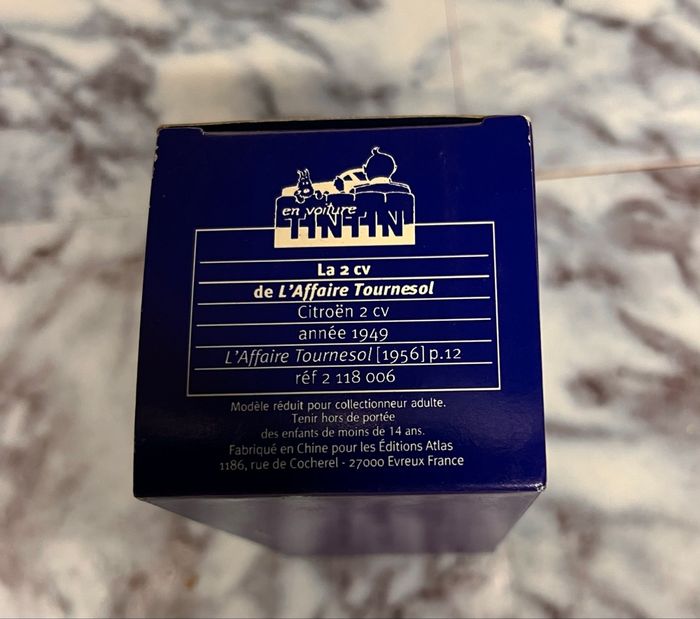 en voiture
TINTIN
La 2 cv
de L'Affaire Tournesol
Citroën 2 cv
année 1949
L'Affaire Tournesol [1956] p.12
réf 2 118 006
Modèle réduit pour collectionneur adulte.
Tenir hors de portée
des enfants de moins de 14 ans.
Fabriqué en Chine pour les Éditions Atlas
1186, rue de Cocherel - 27000 Evreux France